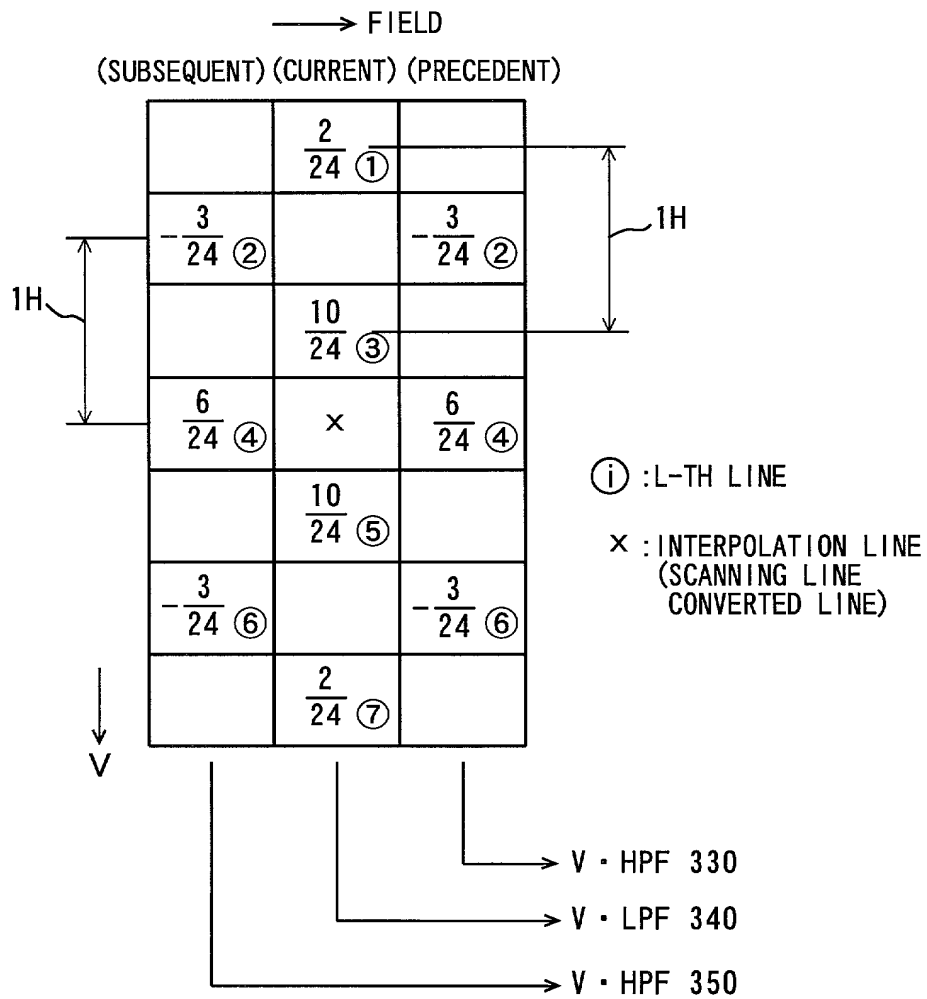 FIELD
(SUBSEQUENT) (CURRENT) (PRECEDENT)
2/24 ①
1H
-3/24 ② -3/24 ②
1H
10/24 ③
6/24 ④ × 6/24 ④
ⓘ :L-TH LINE
10/24 ⑤
× :INTERPOLATION LINE
(SCANNING LINE
CONVERTED LINE)
-3/24 ⑥ -3/24 ⑥
2/24 ⑦
V
V・HPF 330
V・LPF 340
V・HPF 350